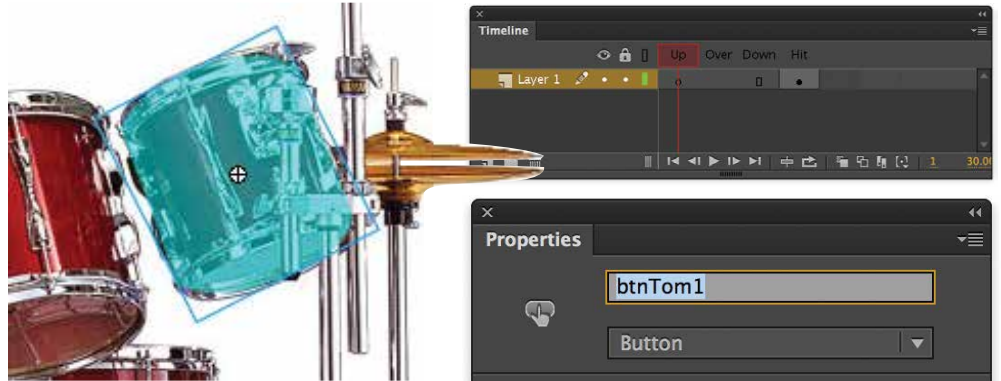 Timeline
Up Over Down Hit
Layer 1
1 30.00
Properties
btnTom1
Button